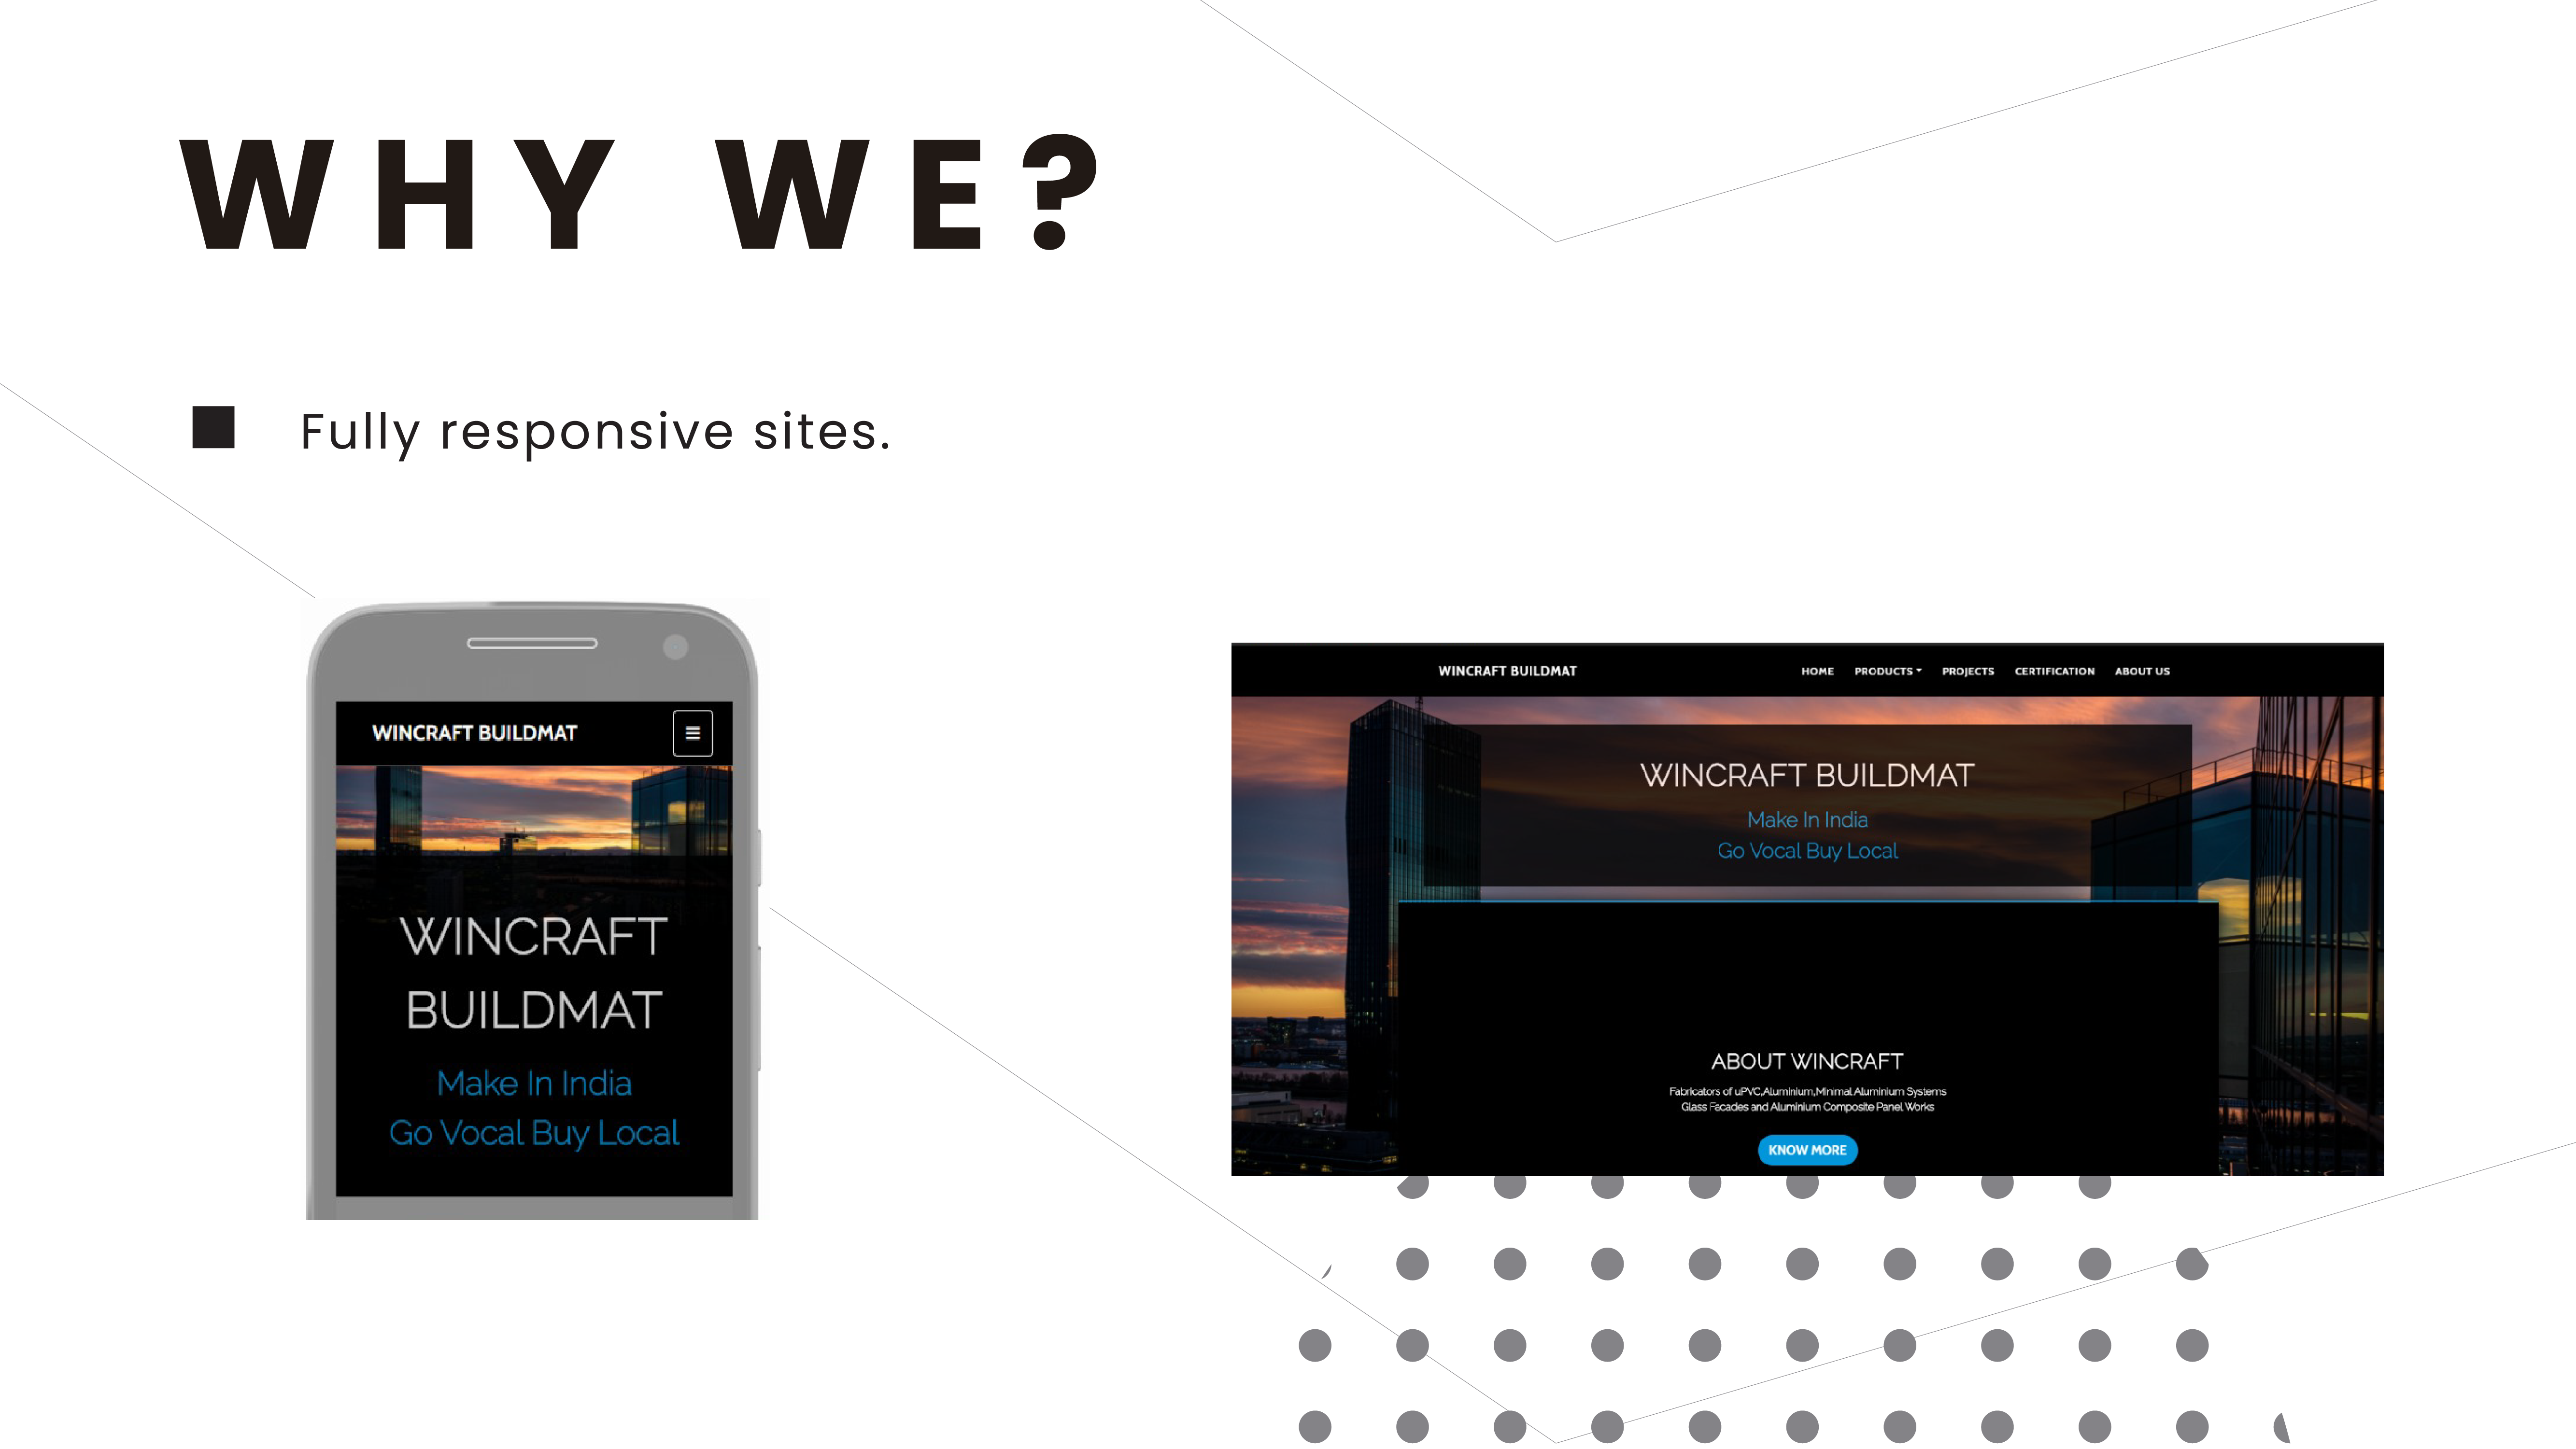 WHY WE?
Fully responsive sites.
WINCRAFT BUILDMAT
WINCRAFT
BUILDMAT
Make In India
Go Vocal Buy Local
WINCRAFT BUILDMAT HOME PRODUCTS PROJECTS CERTIFICATION ABOUT US
WINCRAFT BUILDMAT
Make In India
Go Vocal Buy Local
ABOUT WINCRAFT
Fabricators of uPVC,Aluminium,Minimal Aluminium Systems
Glass Facades and Aluminium Composite Panel Works
KNOW MORE